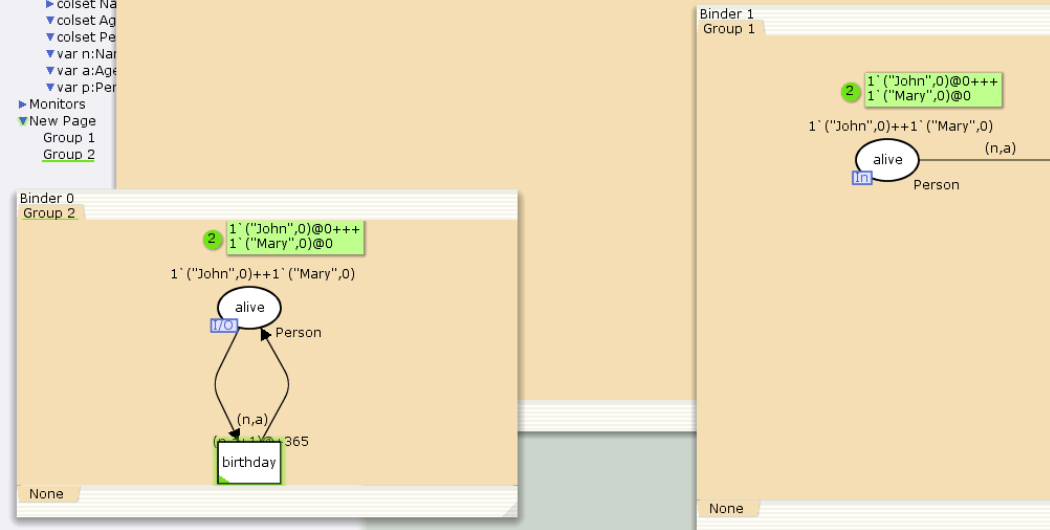 colset Na
colset Ag
colset Pe
var n:Nar
var a:Age
var p:Per
Monitors
New Page
Group 1
Group 2
Binder 0
Group 2
2
1`("John",0)@0+++
1`("Mary",0)@0
1`("John",0)++1`("Mary",0)
alive
I/O
Person
(n,a)
(n,a+1)@+365
birthday
None
Binder 1
Group 1
2
1`("John",0)@0+++
1`("Mary",0)@0
1`("John",0)++1`("Mary",0)
alive
(n,a)
In
Person
None